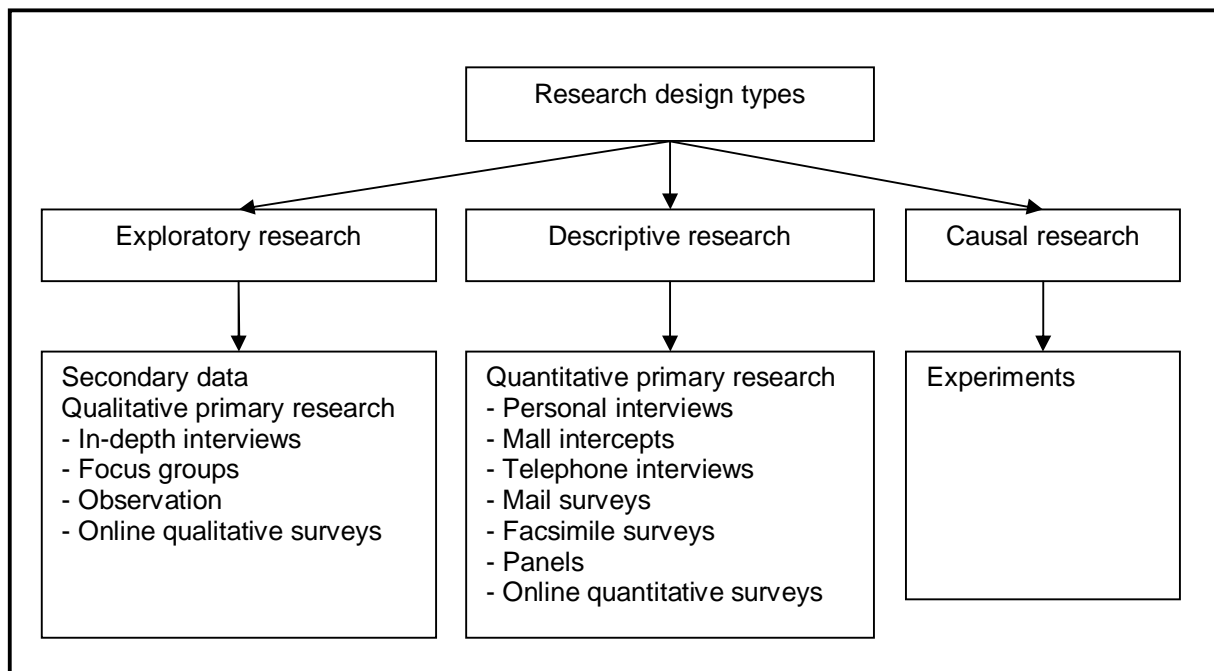 Research design types
Exploratory research
Descriptive research
Causal research
Secondary data
Qualitative primary research
- In-depth interviews
- Focus groups
- Observation
- Online qualitative surveys
Quantitative primary research
- Personal interviews
- Mall intercepts
- Telephone interviews
- Mail surveys
- Facsimile surveys
- Panels
- Online quantitative surveys
Experiments